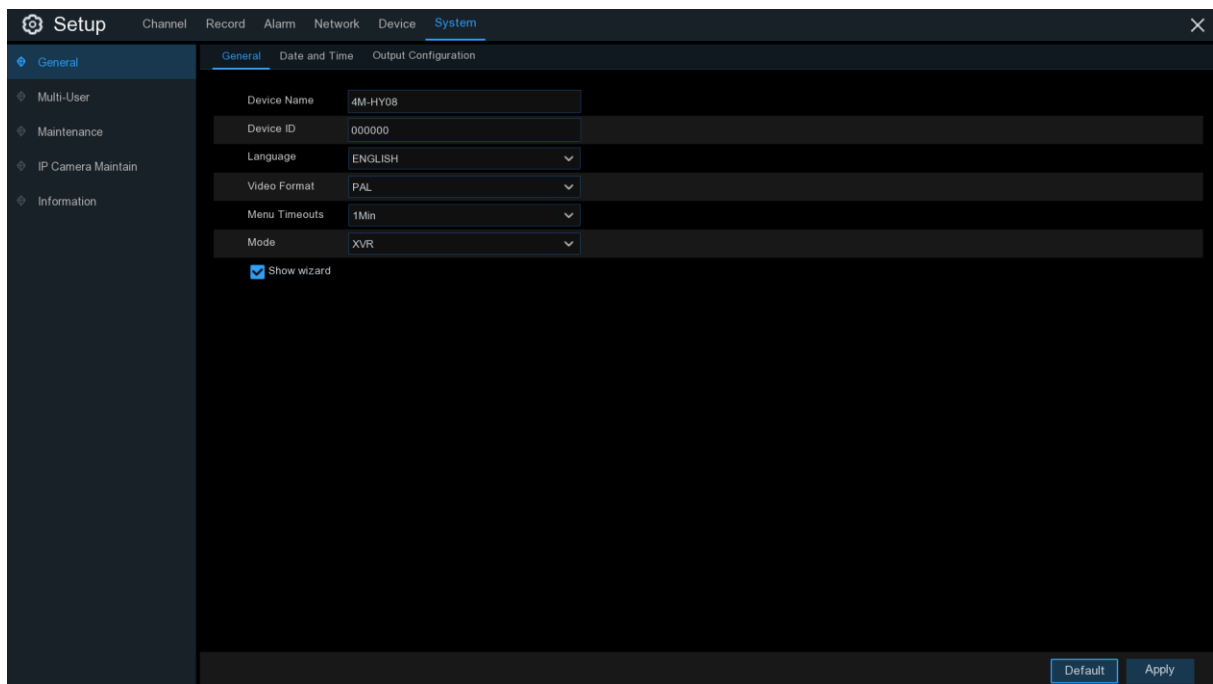 Setup Channel Record Alarm Network Device System
General
Multi-User
Maintenance
IP Camera Maintain
Information
General Date and Time Output Configuration
Device Name 4M-HY08
Device ID 000000
Language ENGLISH
Video Format PAL
Menu Timeouts 1Min
Mode XVR
Show wizard
Default Apply